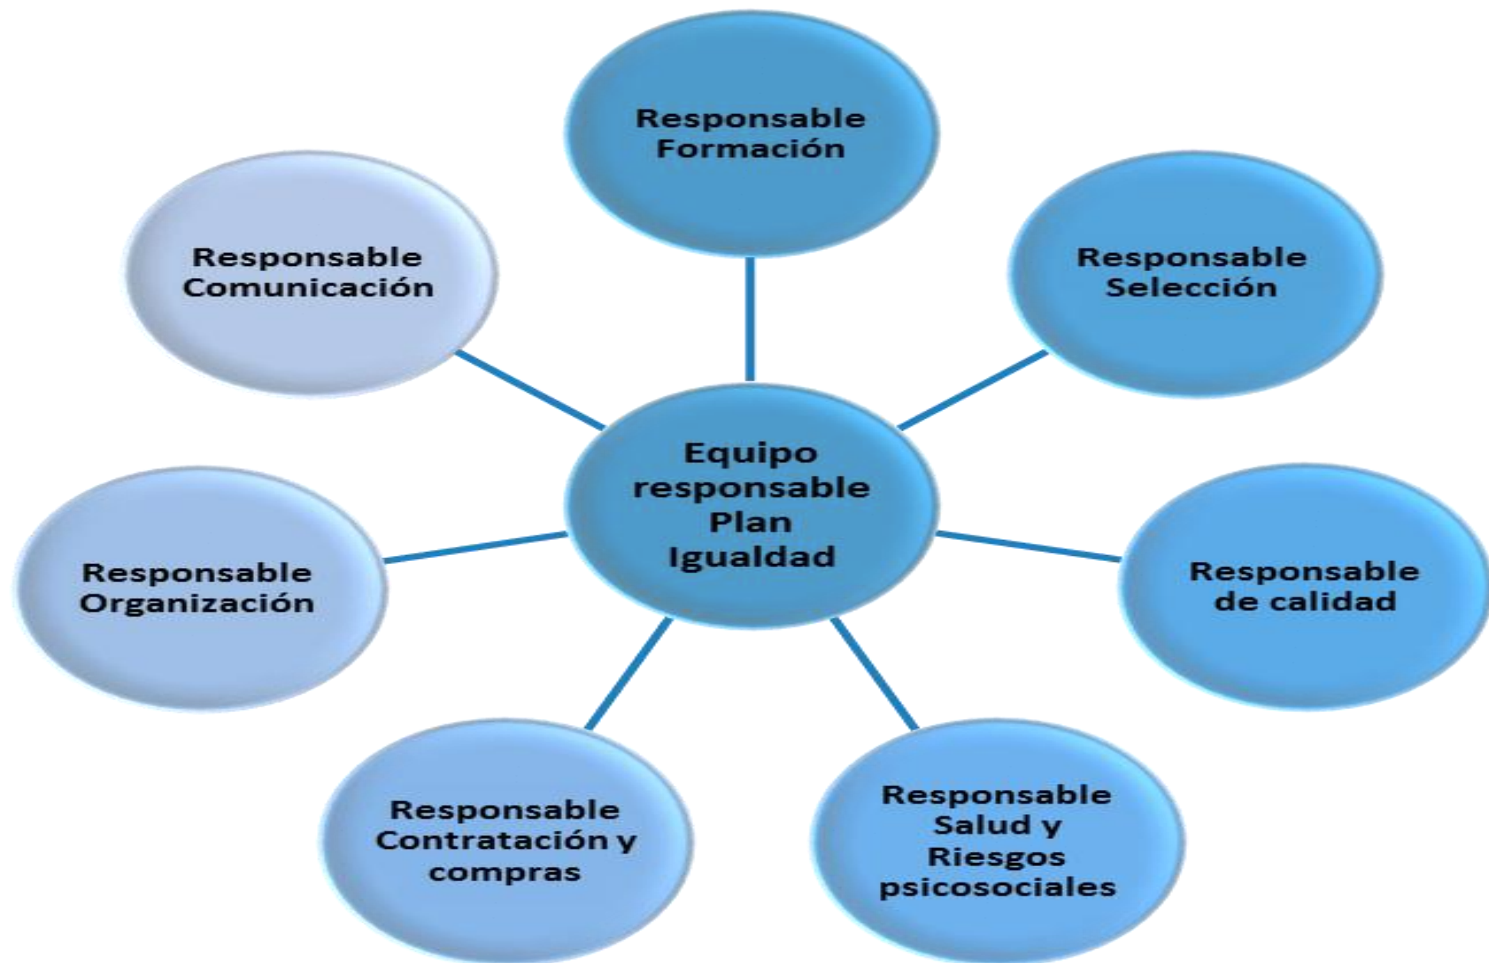 Responsable
Formación
Responsable
Selección
Responsable
de calidad
Responsable
Salud y
Riesgos
psicosociales
Responsable
Contratación y
compras
Responsable
Organización
Responsable
Comunicación
Equipo
responsable
Plan
Igualdad